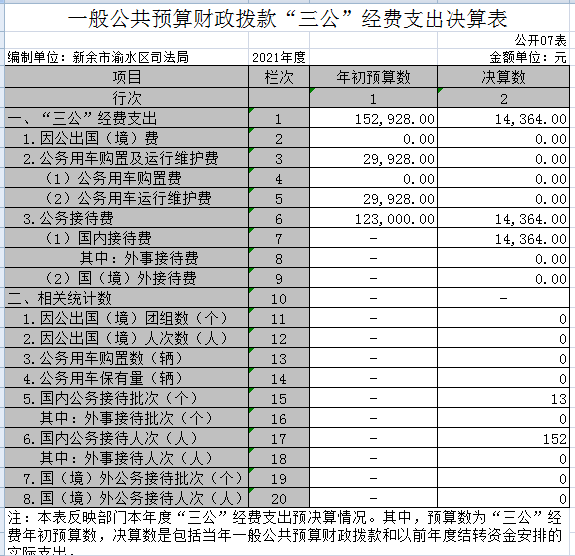 一般公共预算财政拨款“三公”经费支出决算表
公开07表
编制单位：新余市渝水区司法局 2021年度 金额单位：元
项目 栏次 年初预算数 决算数
行次 1 2
一、“三公”经费支出 1 152,928.00 14,364.00
1.因公出国（境）费 2 0.00 0.00
2.公务用车购置及运行维护费 3 29,928.00 0.00
（1）公务用车购置费 4 0.00 0.00
（2）公务用车运行维护费 5 29,928.00 0.00
3.公务接待费 6 123,000.00 14,364.00
（1）国内接待费 7 - 14,364.00
其中：外事接待费 8 - 0.00
（2）国（境）外接待费 9 - 0.00
二、相关统计数 10 - -
1.因公出国（境）团组数（个） 11 - 0
2.因公出国（境）人次数（人） 12 - 0
3.公务用车购置数（辆） 13 - 0
4.公务用车保有量（辆） 14 - 0
5.国内公务接待批次（个） 15 - 13
其中：外事接待批次（个） 16 - 0
6.国内公务接待人次（人） 17 - 152
其中：外事接待人次（人） 18 - 0
7.国（境）外公务接待批次（个） 19 - 0
8.国（境）外公务接待人次（人） 20 - 0
注：本表反映部门本年度“三公”经费支出预决算情况。其中，预算数为“三公”经
费年初预算数，决算数是包括当年一般公共预算财政拨款和以前年度结转资金安排的
实际支出。